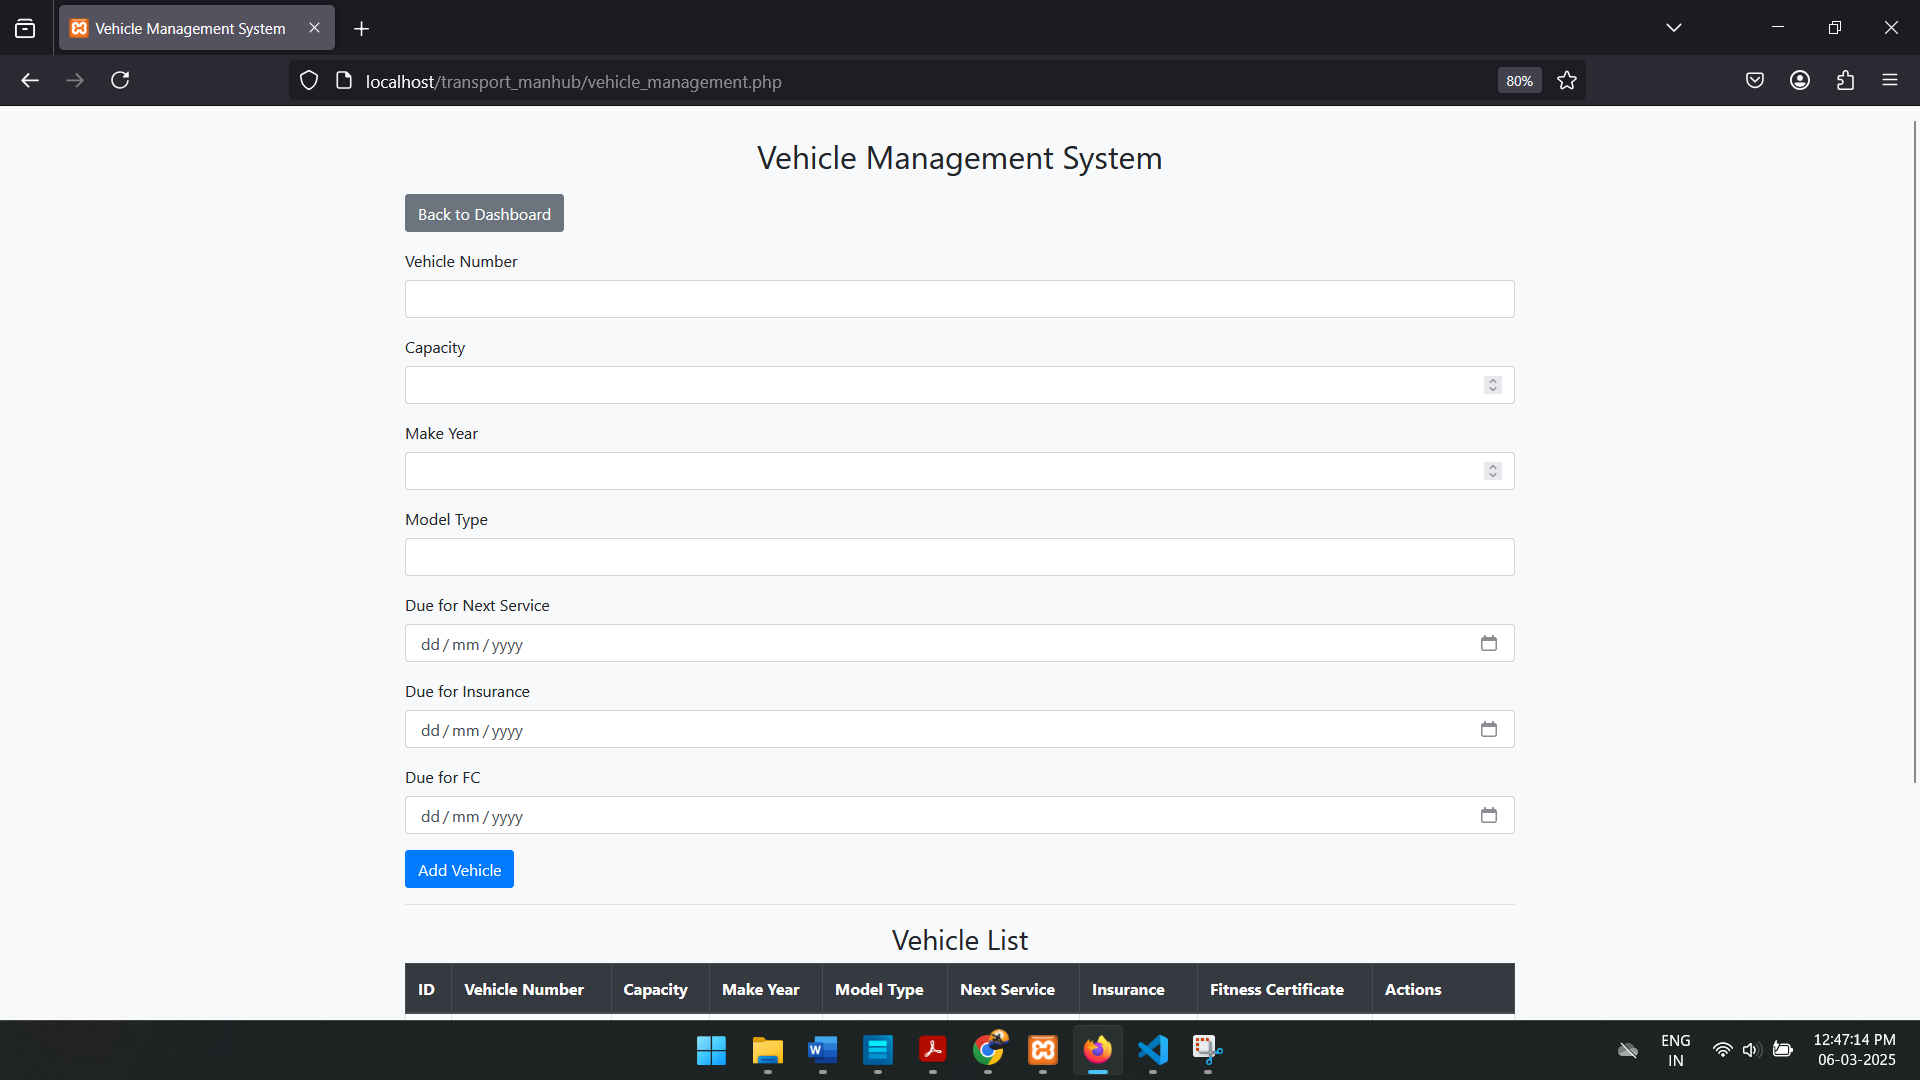 Vehicle Management System
localhost/transport_manhub/vehicle_management.php
80%
Vehicle Management System
Back to Dashboard
Vehicle Number
Capacity
Make Year
Model Type
Due for Next Service
dd / mm / yyyy
Due for Insurance
dd / mm / yyyy
Due for FC
dd / mm / yyyy
Add Vehicle
Vehicle List
ID Vehicle Number Capacity Make Year Model Type Next Service Insurance Fitness Certificate Actions
ENG
IN
12:47:14 PM
06-03-2025